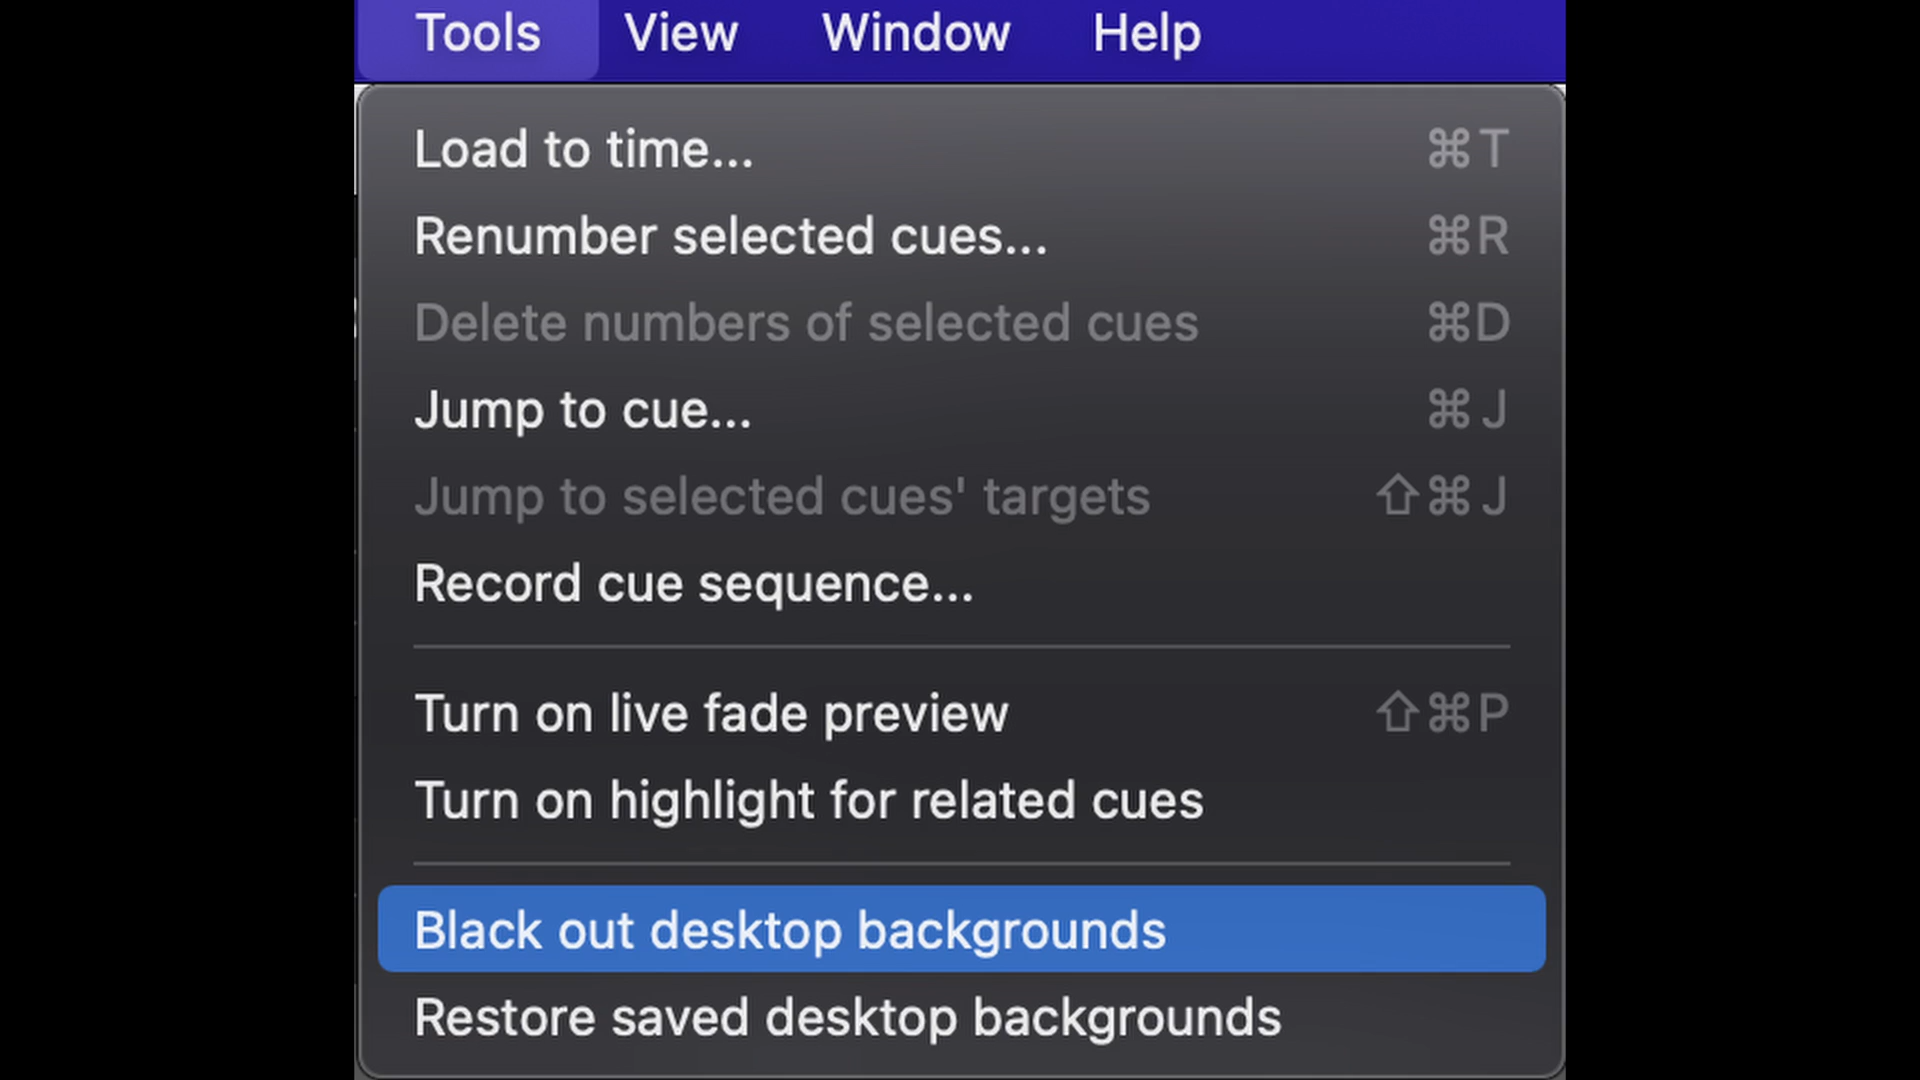 Tools View Window Help
Load to time... ⌘T
Renumber selected cues... ⌘R
Delete numbers of selected cues ⌘D
Jump to cue... ⌘J
Jump to selected cues' targets ⇧⌘J
Record cue sequence...
Turn on live fade preview ⇧⌘P
Turn on highlight for related cues
Black out desktop backgrounds
Restore saved desktop backgrounds